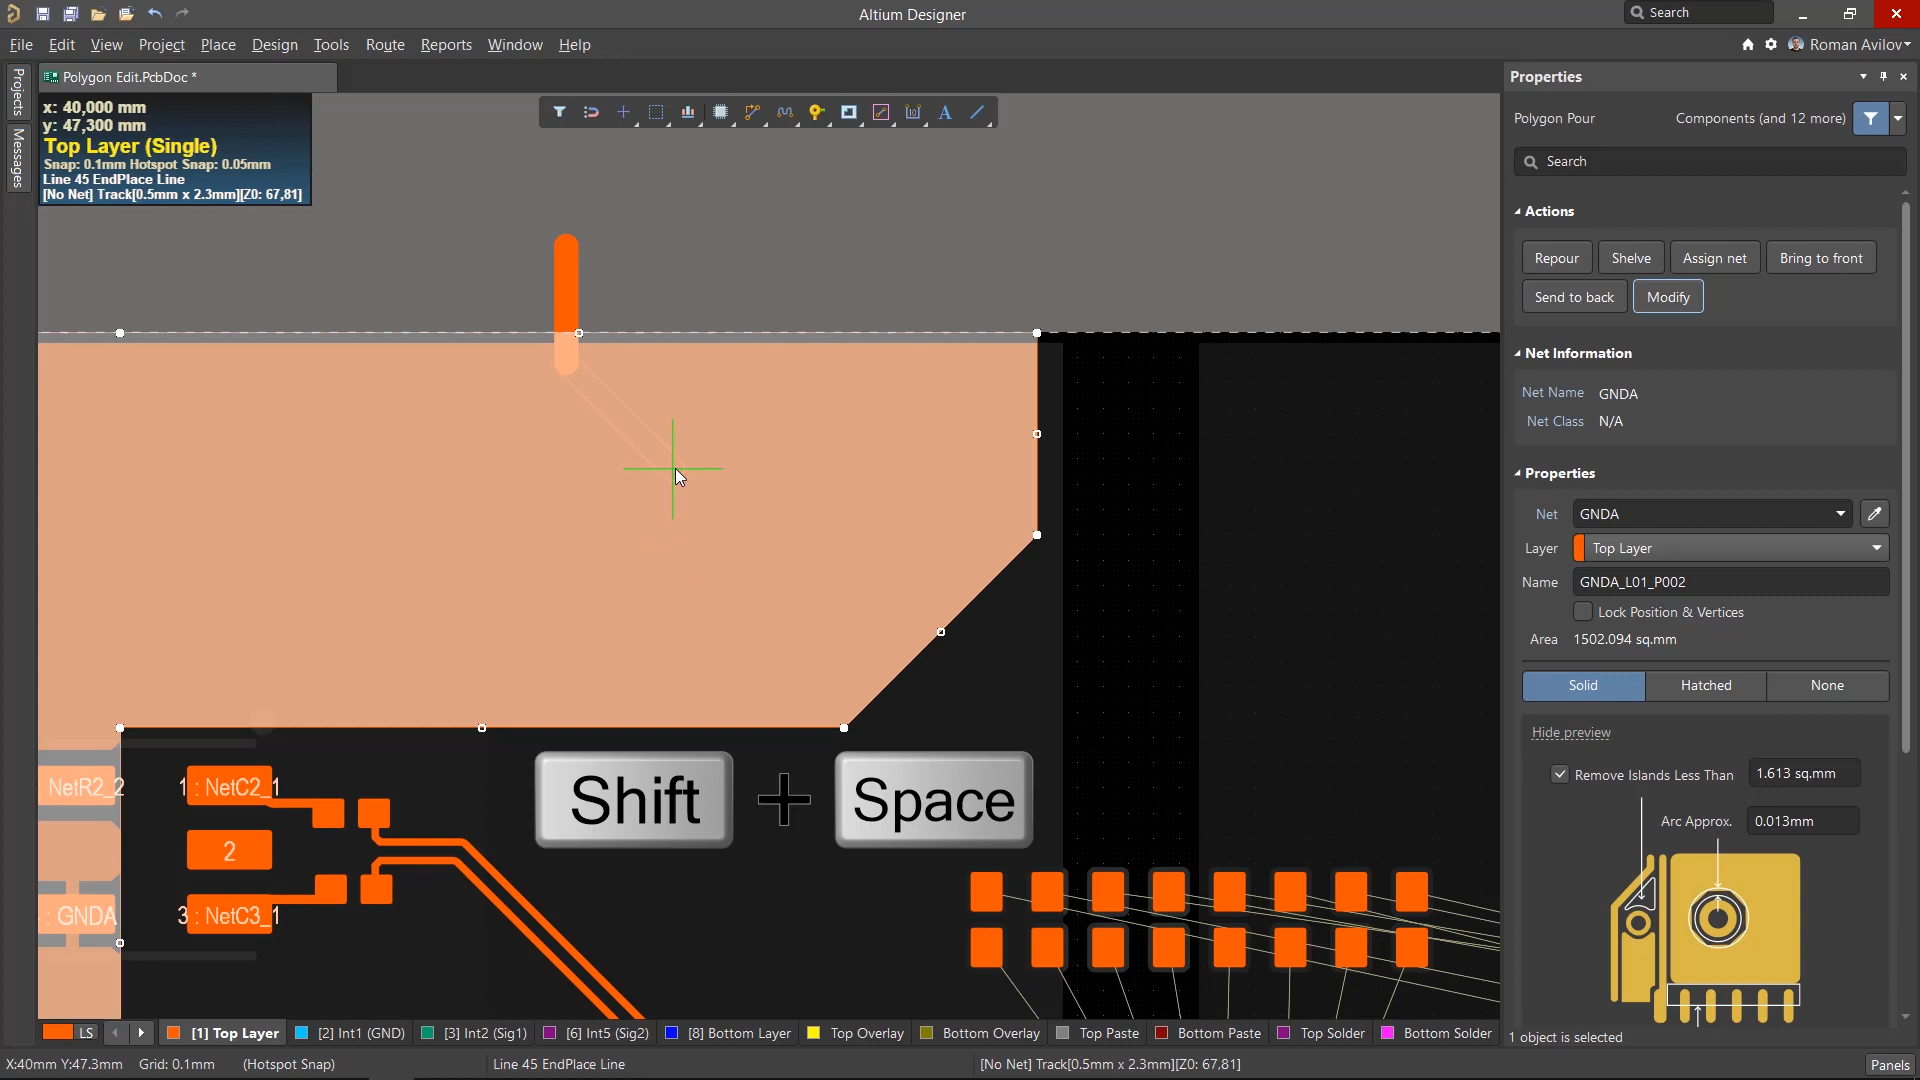 Altium Designer
Search
File Edit View Project Place Design Tools Route Reports Window Help
Roman Avilov
Projects
Messages
Polygon Edit.PcbDoc *
x: 40,000 mm
y: 47,300 mm
Top Layer (Single)
Snap: 0.1mm Hotspot Snap: 0.05mm
Line 45 EndPlace Line
[No Net] Track[0.5mm x 2.3mm][Z0: 67,81]
Properties
Polygon Pour Components (and 12 more)
Search
Actions
Repour Shelve Assign net Bring to front
Send to back Modify
Net Information
Net Name GNDA
Net Class N/A
Properties
Net GNDA
Layer Top Layer
Name GNDA_L01_P002
Lock Position & Vertices
Area 1502.094 sq.mm
Solid Hatched None
Hide preview
Remove Islands Less Than 1.613 sq.mm
Arc Approx. 0.013mm
1 object is selected
: NetR2_2
1 : NetC2_1
2
: GNDA
3 : NetC3_1
Shift + Space
LS [1] Top Layer [2] Int1 (GND) [3] Int2 (Sig1) [6] Int5 (Sig2) [8] Bottom Layer Top Overlay Bottom Overlay Top Paste Bottom Paste Top Solder Bottom Solder
X:40mm Y:47.3mm Grid: 0.1mm (Hotspot Snap) Line 45 EndPlace Line [No Net] Track[0.5mm x 2.3mm][Z0: 67,81]
Panels